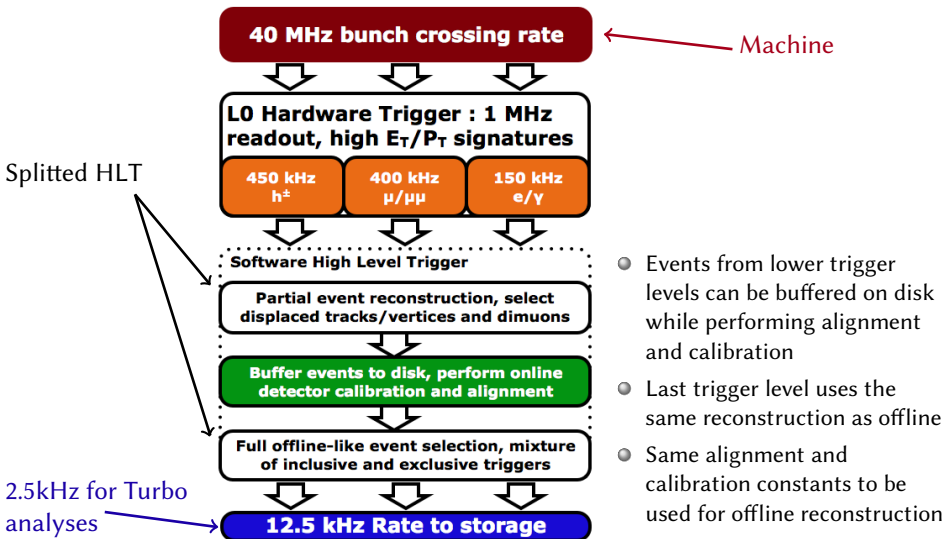 40 MHz bunch crossing rate
Machine
L0 Hardware Trigger : 1 MHz
readout, high E_T/P_T signatures
Splitted HLT
450 kHz
h±
400 kHz
μ/μμ
150 kHz
e/γ
Software High Level Trigger
Partial event reconstruction, select
displaced tracks/vertices and dimuons
Buffer events to disk, perform online
detector calibration and alignment
Full offline-like event selection, mixture
of inclusive and exclusive triggers
Events from lower trigger
levels can be buffered on disk
while performing alignment
and calibration
Last trigger level uses the
same reconstruction as offline
Same alignment and
calibration constants to be
used for offline reconstruction
2.5kHz for Turbo
analyses
12.5 kHz Rate to storage